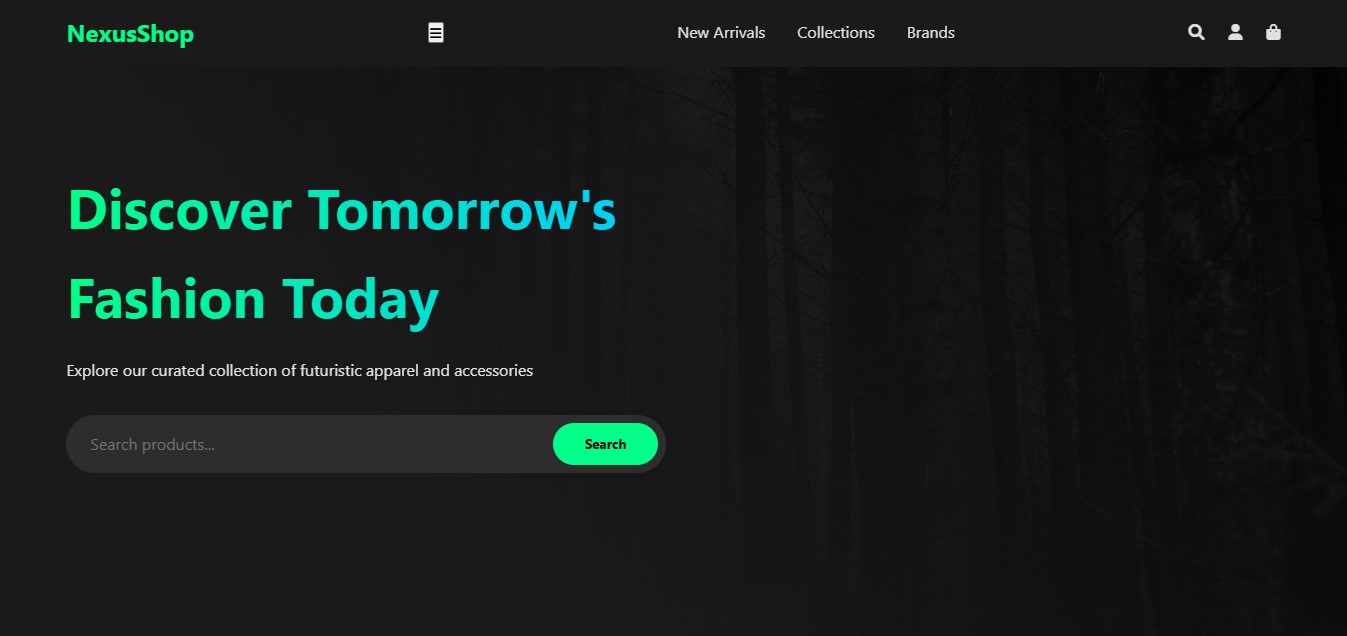 NexusShop
New Arrivals Collections Brands
Discover Tomorrow's
Fashion Today
Explore our curated collection of futuristic apparel and accessories
Search products...
Search